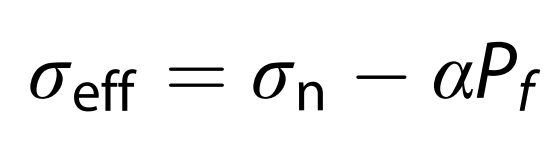 σ_eff = σ_n − αP_f